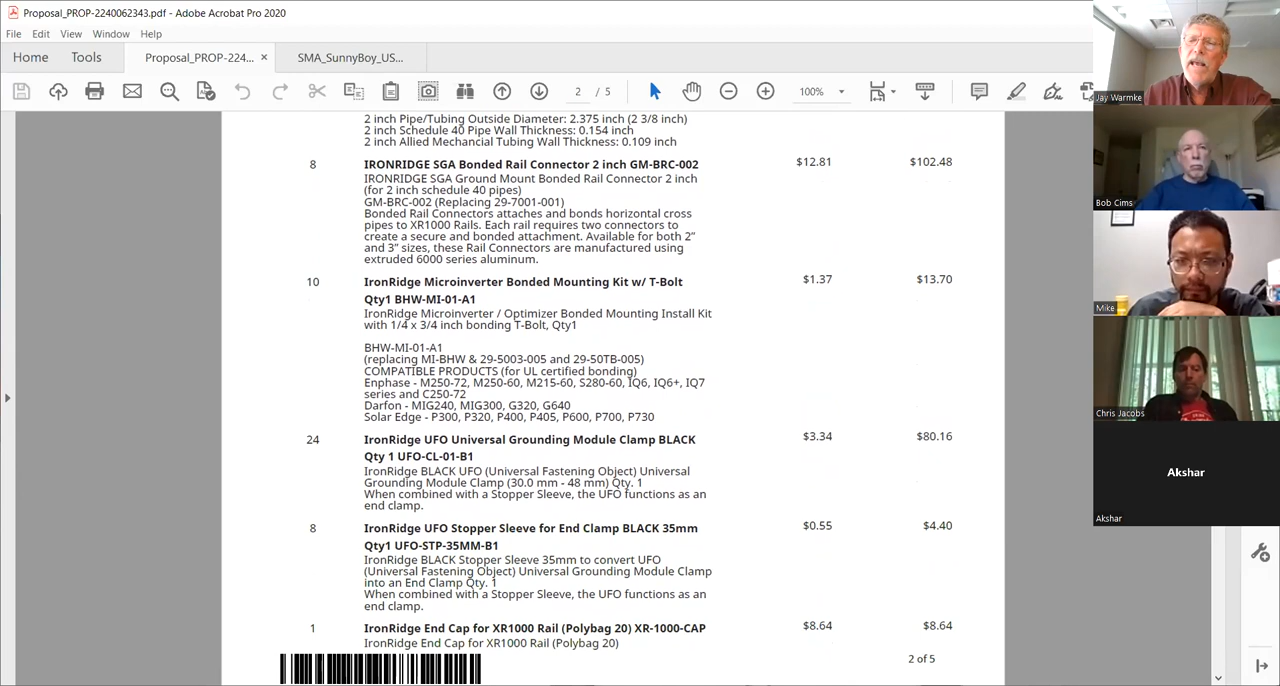 Proposal_PROP-2240062343.pdf - Adobe Acrobat Pro 2020
File Edit View Window Help
Home Tools Proposal_PROP-224... × SMA_SunnyBoy_US...
2 / 5 100%
2 inch Pipe/Tubing Outside Diameter: 2.375 inch (2 3/8 inch)
2 inch Schedule 40 Pipe Wall Thickness: 0.154 inch
2 inch Allied Mechancial Tubing Wall Thickness: 0.109 inch
8 IRONRIDGE SGA Bonded Rail Connector 2 inch GM-BRC-002 $12.81 $102.48
IRONRIDGE SGA Ground Mount Bonded Rail Connector 2 inch
(for 2 inch schedule 40 pipes)
GM-BRC-002 (Replacing 29-7001-001)
Bonded Rail Connectors attaches and bonds horizontal cross
pipes to XR1000 Rails. Each rail requires two connectors to
create a secure and bonded attachment. Available for both 2”
and 3” sizes, these Rail Connectors are manufactured using
extruded 6000 series aluminum.
10 IronRidge Microinverter Bonded Mounting Kit w/ T-Bolt $1.37 $13.70
Qty1 BHW-MI-01-A1
IronRidge Microinverter / Optimizer Bonded Mounting Install Kit
with 1/4 x 3/4 inch bonding T-Bolt, Qty1
BHW-MI-01-A1
(replacing MI-BHW & 29-5003-005 and 29-50TB-005)
COMPATIBLE PRODUCTS (for UL certified bonding)
Enphase - M250-72, M250-60, M215-60, S280-60, IQ6, IQ6+, IQ7
series and C250-72
Darfon - MIG240, MIG300, G320, G640
Solar Edge - P300, P320, P400, P405, P600, P700, P730
24 IronRidge UFO Universal Grounding Module Clamp BLACK $3.34 $80.16
Qty 1 UFO-CL-01-B1
IronRidge BLACK UFO (Universal Fastening Object) Universal
Grounding Module Clamp (30.0 mm - 48 mm) Qty. 1
When combined with a Stopper Sleeve, the UFO functions as an
end clamp.
8 IronRidge UFO Stopper Sleeve for End Clamp BLACK 35mm $0.55 $4.40
Qty1 UFO-STP-35MM-B1
IronRidge BLACK Stopper Sleeve 35mm to convert UFO
(Universal Fastening Object) Universal Grounding Module Clamp
into an End Clamp Qty. 1
When combined with a Stopper Sleeve, the UFO functions as an
end clamp.
1 IronRidge End Cap for XR1000 Rail (Polybag 20) XR-1000-CAP $8.64 $8.64
IronRidge End Cap for XR1000 Rail (Polybag 20)
2 of 5
Jay Warmke
Bob Cims
Mike
Chris Jacobs
Akshar
Akshar